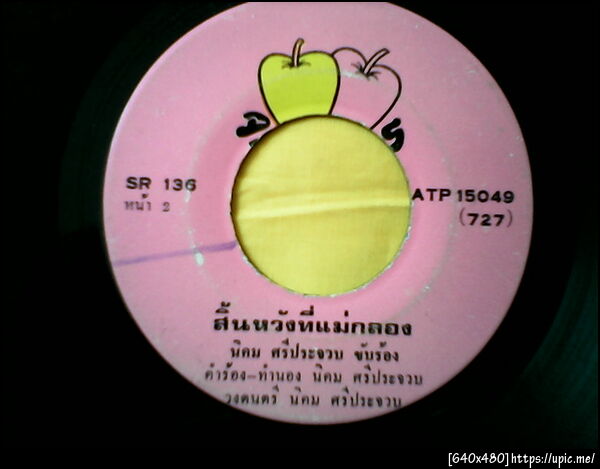 SR 136
หน้า 2
ATP 15049
(727)
สิ้นหวังที่แม่กลอง
นิคม ศรีประจวบ ขับร้อง
คำร้อง-ทำนอง นิคม ศรีประจวบ
วงดนตรี นิคม ศรีประจวบ
[640x480]https://upic.me/